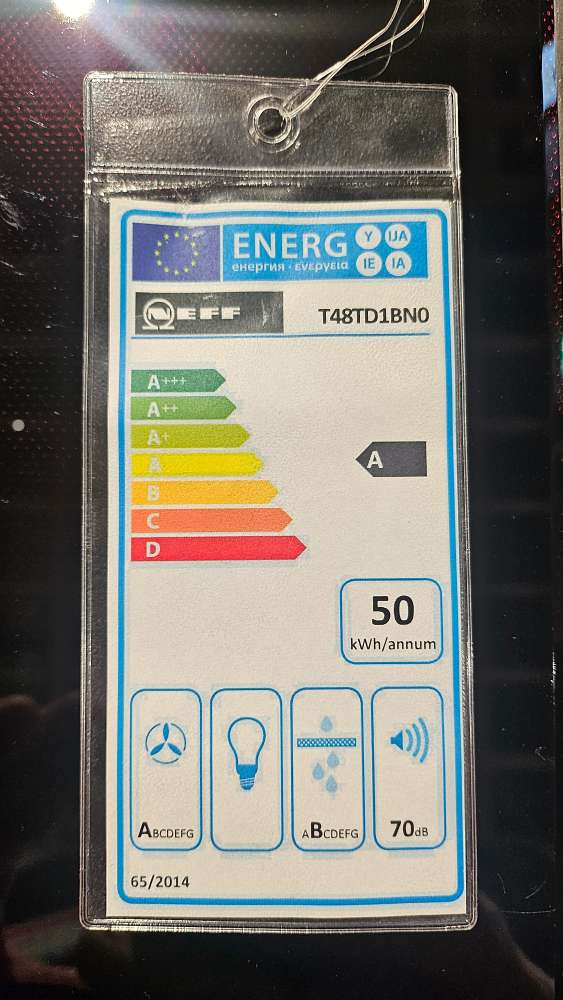 ENERG Y IJA
енергия · ενεργεια IE IA
NEFF T48TD1BN0
A+++
A++
A+
A
A
B
C
D
50
kWh/annum
ABCDEFG ABCDEFG 70dB
65/2014